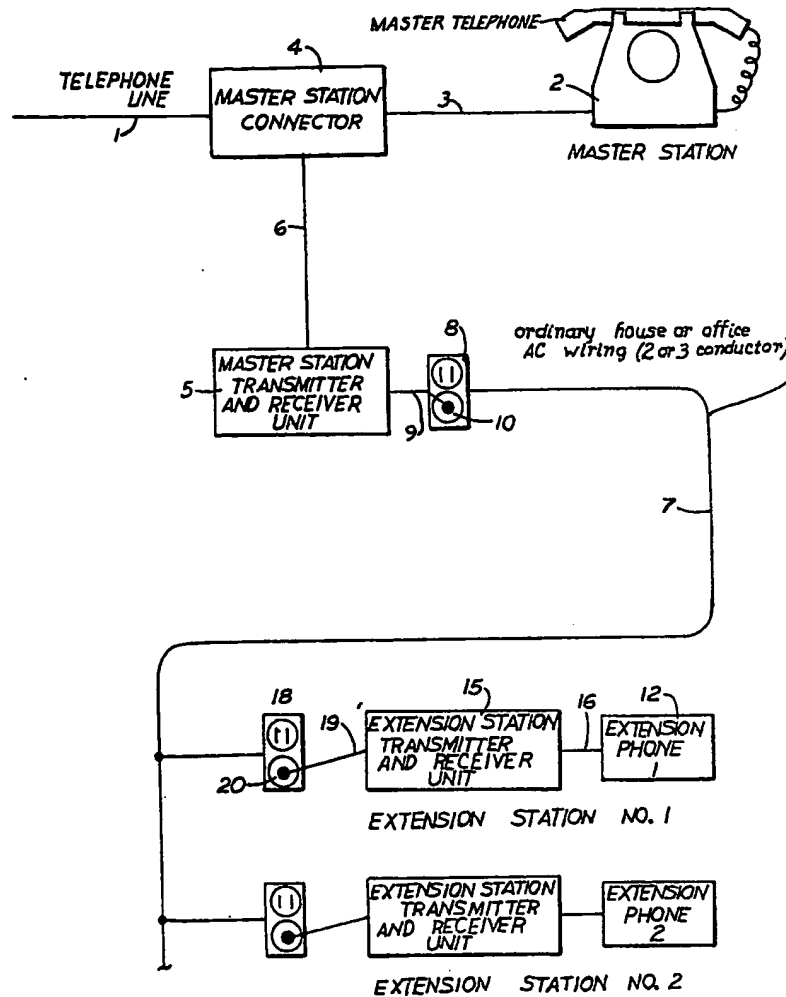 MASTER TELEPHONE
4
TELEPHONE
LINE
MASTER STATION
CONNECTOR
3
2
1
MASTER STATION
6
8
ordinary house or office
AC wiring (2 or 3 conductor)
5
MASTER STATION
TRANSMITTER
AND RECEIVER
UNIT
9
10
7
18
15
16
12
19
EXTENSION STATION
TRANSMITTER
AND RECEIVER
UNIT
EXTENSION
PHONE
1
20
EXTENSION STATION NO. 1
EXTENSION STATION
TRANSMITTER
AND RECEIVER
UNIT
EXTENSION
PHONE
2
EXTENSION STATION NO. 2